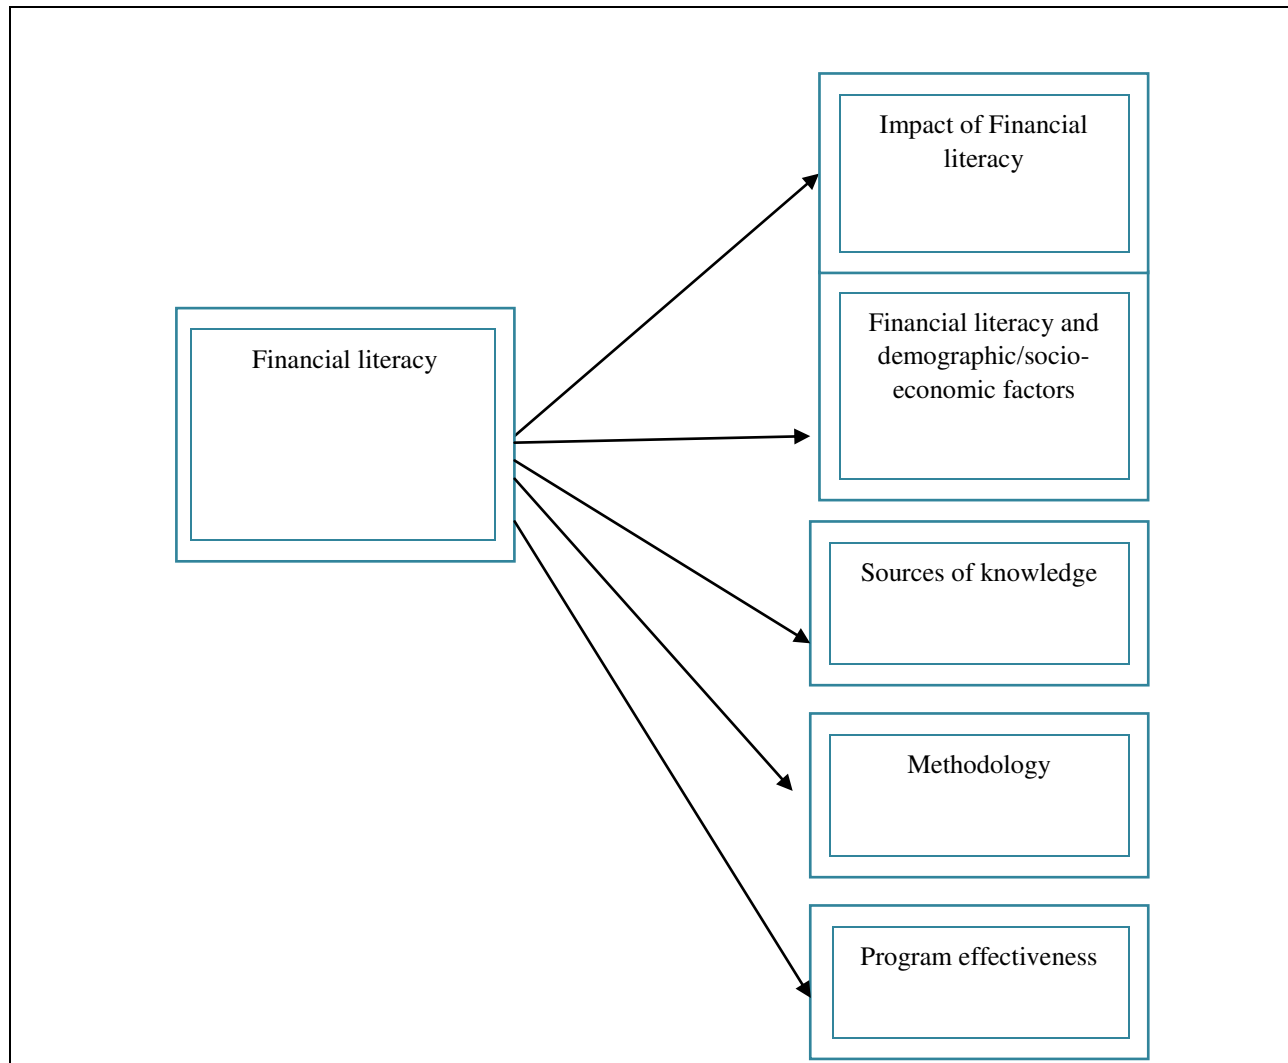 Impact of Financial
literacy
Financial literacy
Financial literacy and
demographic/socio-
economic factors
Sources of knowledge
Methodology
Program effectiveness